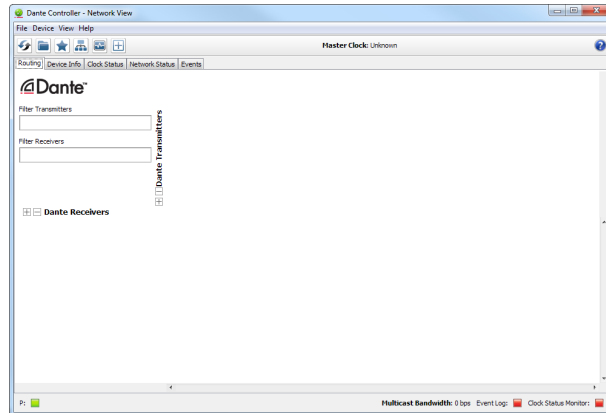 Dante Controller - Network View
File Device View Help
Master Clock: Unknown
Routing Device Info Clock Status Network Status Events
Dante™
Filter Transmitters
Filter Receivers
Dante Transmitters
Dante Receivers
P: Multicast Bandwidth: 0 bps Event Log: Clock Status Monitor: